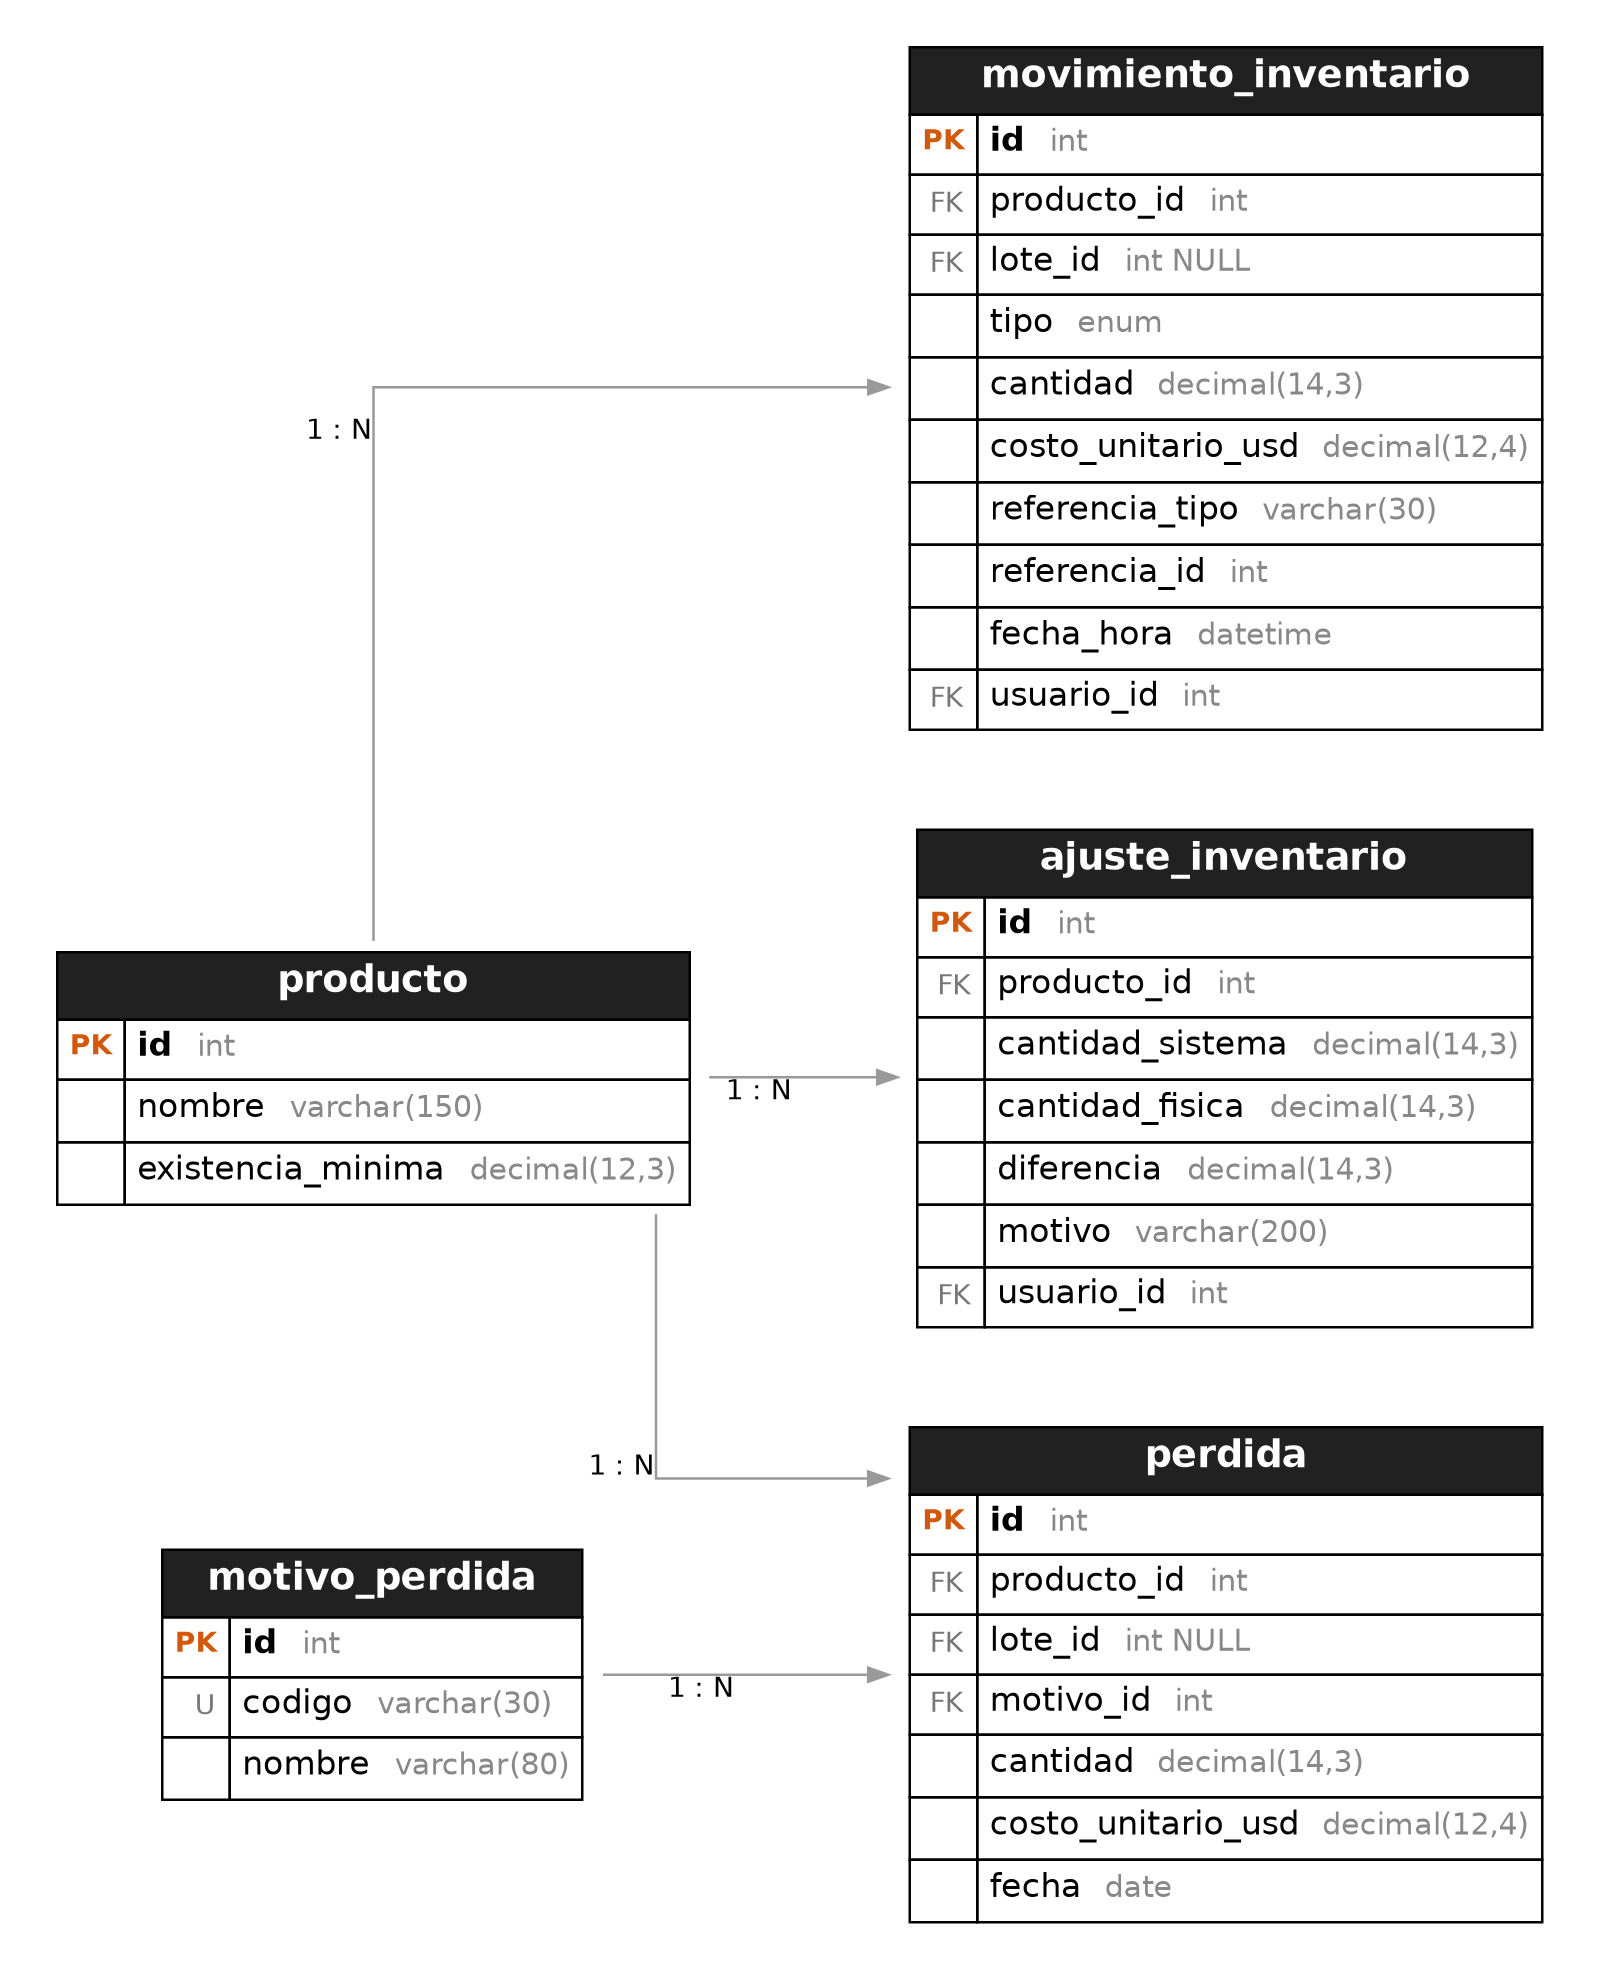 movimiento_inventario
PK id int
FK producto_id int
FK lote_id int NULL
tipo enum
cantidad decimal(14,3)
costo_unitario_usd decimal(12,4)
referencia_tipo varchar(30)
referencia_id int
fecha_hora datetime
FK usuario_id int
1 : N
ajuste_inventario
PK id int
FK producto_id int
cantidad_sistema decimal(14,3)
cantidad_fisica decimal(14,3)
diferencia decimal(14,3)
motivo varchar(200)
FK usuario_id int
producto
PK id int
nombre varchar(150)
existencia_minima decimal(12,3)
1 : N
1 : N
perdida
PK id int
FK producto_id int
FK lote_id int NULL
FK motivo_id int
cantidad decimal(14,3)
costo_unitario_usd decimal(12,4)
fecha date
motivo_perdida
PK id int
U codigo varchar(30)
nombre varchar(80)
1 : N